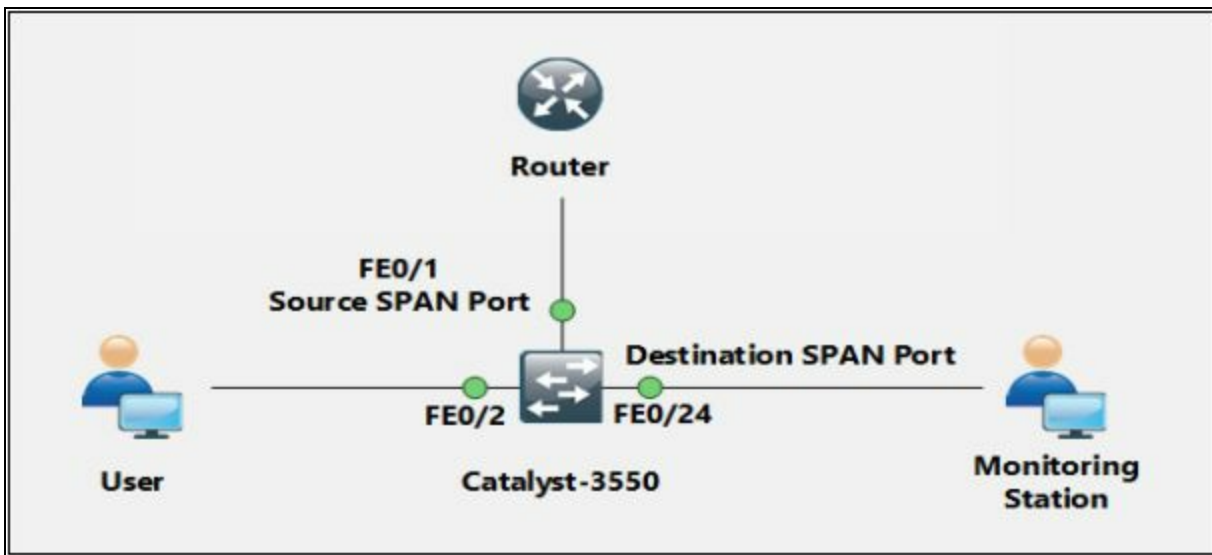 Router
FE0/1
Source SPAN Port
Destination SPAN Port
FE0/2
FE0/24
User
Catalyst-3550
Monitoring
Station